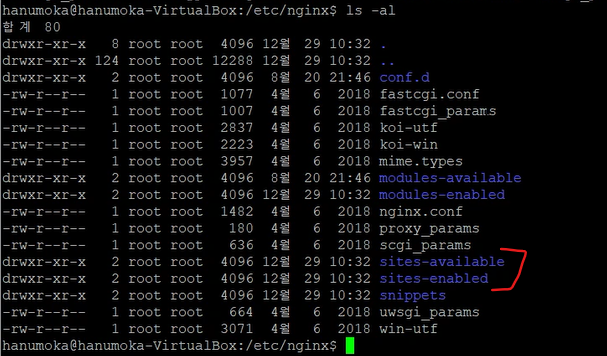 hanumoka@hanumoka-VirtualBox:/etc/nginx$ ls -al
합 계  80
drwxr-xr-x   8 root root  4096 12월  29 10:32 .
drwxr-xr-x 124 root root 12288 12월  29 10:32 ..
drwxr-xr-x   2 root root  4096  8월  20 21:46 conf.d
-rw-r--r--   1 root root  1077  4월   6  2018 fastcgi.conf
-rw-r--r--   1 root root  1007  4월   6  2018 fastcgi_params
-rw-r--r--   1 root root  2837  4월   6  2018 koi-utf
-rw-r--r--   1 root root  2223  4월   6  2018 koi-win
-rw-r--r--   1 root root  3957  4월   6  2018 mime.types
drwxr-xr-x   2 root root  4096  8월  20 21:46 modules-available
drwxr-xr-x   2 root root  4096 12월  29 10:32 modules-enabled
-rw-r--r--   1 root root  1482  4월   6  2018 nginx.conf
-rw-r--r--   1 root root   180  4월   6  2018 proxy_params
-rw-r--r--   1 root root   636  4월   6  2018 scgi_params
drwxr-xr-x   2 root root  4096 12월  29 10:32 sites-available
drwxr-xr-x   2 root root  4096 12월  29 10:32 sites-enabled
drwxr-xr-x   2 root root  4096 12월  29 10:32 snippets
-rw-r--r--   1 root root   664  4월   6  2018 uwsgi_params
-rw-r--r--   1 root root  3071  4월   6  2018 win-utf
hanumoka@hanumoka-VirtualBox:/etc/nginx$